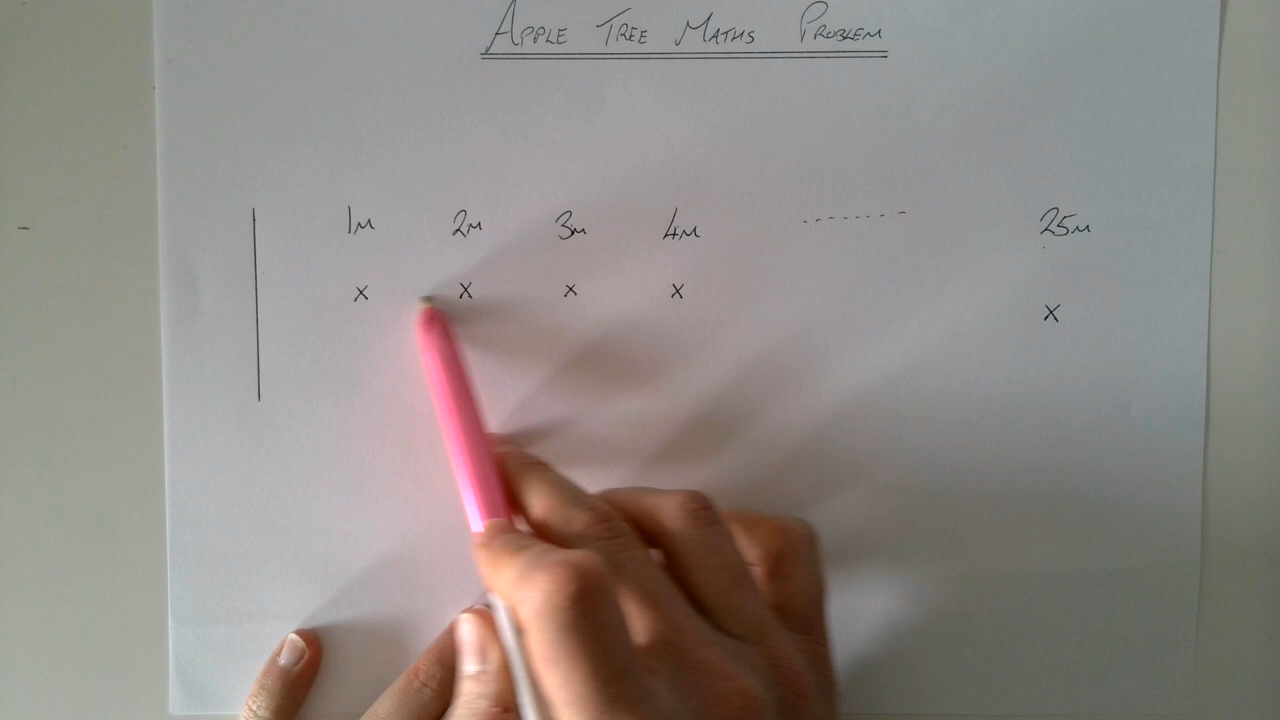 APPLE TREE MATHS PROBLEM
1M 2M 3M 4M -------- 25M
x x x x x